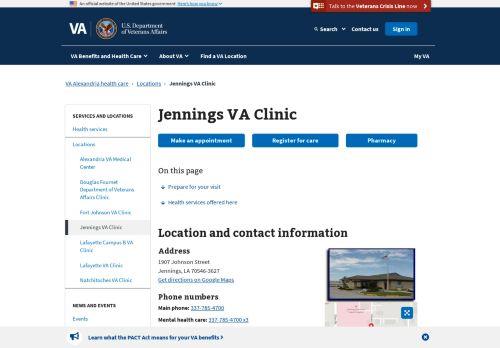 An official website of the United States government Here's how you know
Talk to the Veterans Crisis Line now
VA
U.S. Department
of Veterans Affairs
Search
Contact us
Sign in
VA Benefits and Health Care
About VA
Find a VA Location
My VA
VA Alexandria health care › Locations › Jennings VA Clinic
SERVICES AND LOCATIONS
Health services
Locations
Alexandria VA Medical
Center
Douglas Fournet
Department of Veterans
Affairs Clinic
Fort Johnson VA Clinic
Jennings VA Clinic
Lafayette Campus B VA
Clinic
Lafayette VA Clinic
Natchitoches VA Clinic
NEWS AND EVENTS
Events
Jennings VA Clinic
Make an appointment
Register for care
Pharmacy
On this page
Prepare for your visit
Health services offered here
Location and contact information
Address
1907 Johnson Street
Jennings, LA 70546-3627
Get directions on Google Maps
Phone numbers
Main phone: 337-785-4700
Mental health care: 337-785-4700 x3
Learn what the PACT Act means for your VA benefits